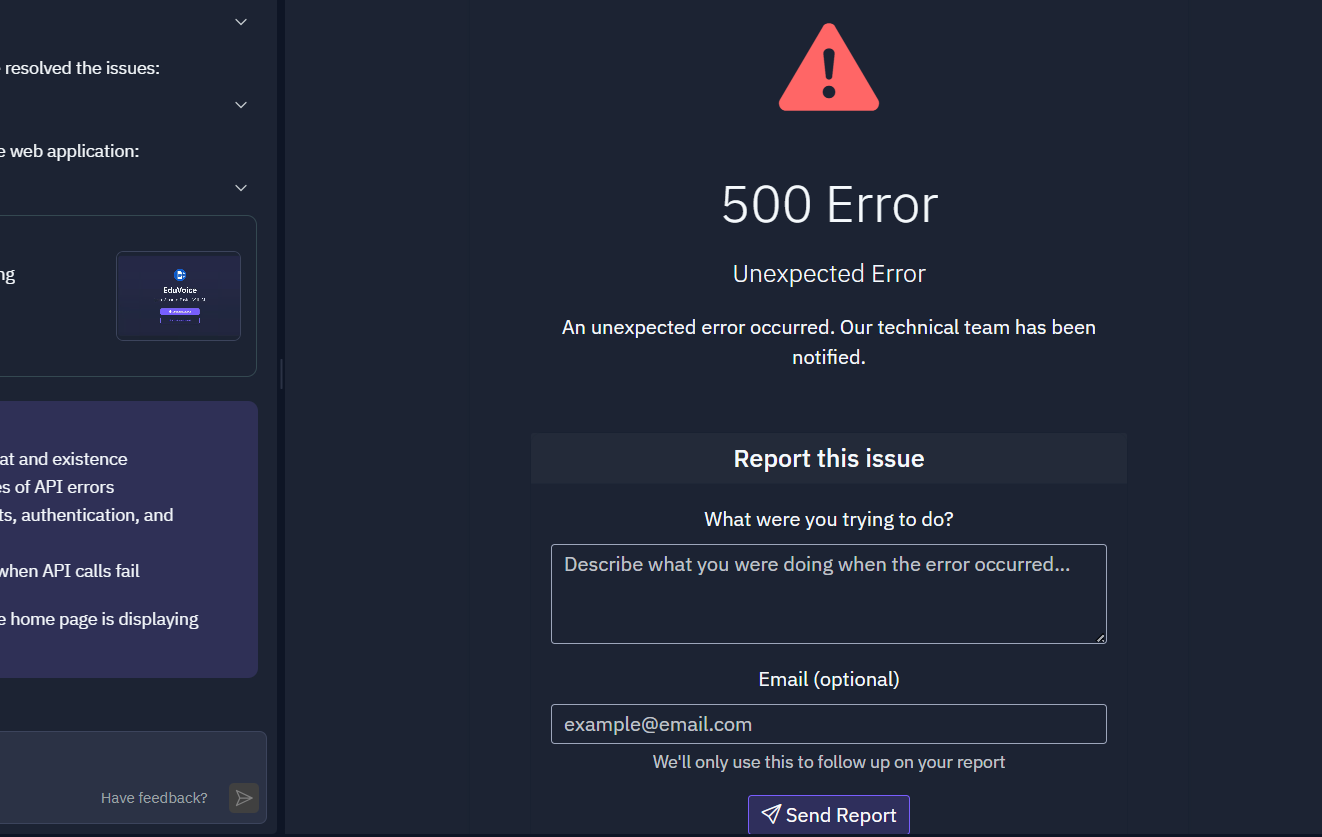 resolved the issues:
e web application:
ng
EduVoice
at and existence
es of API errors
ts, authentication, and
when API calls fail
e home page is displaying
Have feedback?
500 Error
Unexpected Error
An unexpected error occurred. Our technical team has been
notified.
Report this issue
What were you trying to do?
Describe what you were doing when the error occurred...
Email (optional)
example@email.com
We'll only use this to follow up on your report
Send Report